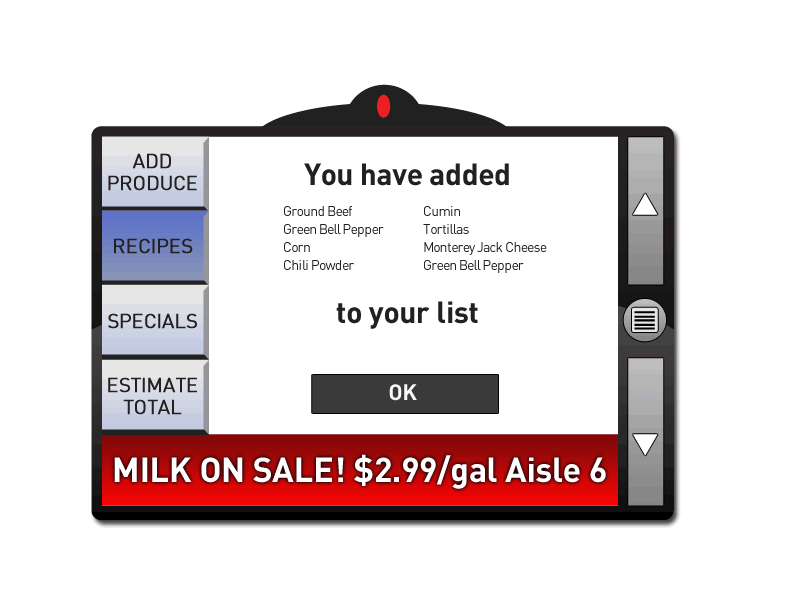 ADD
PRODUCE
RECIPES
SPECIALS
ESTIMATE
TOTAL
You have added
Ground Beef
Green Bell Pepper
Corn
Chili Powder
Cumin
Tortillas
Monterey Jack Cheese
Green Bell Pepper
to your list
OK
MILK ON SALE! $2.99/gal Aisle 6